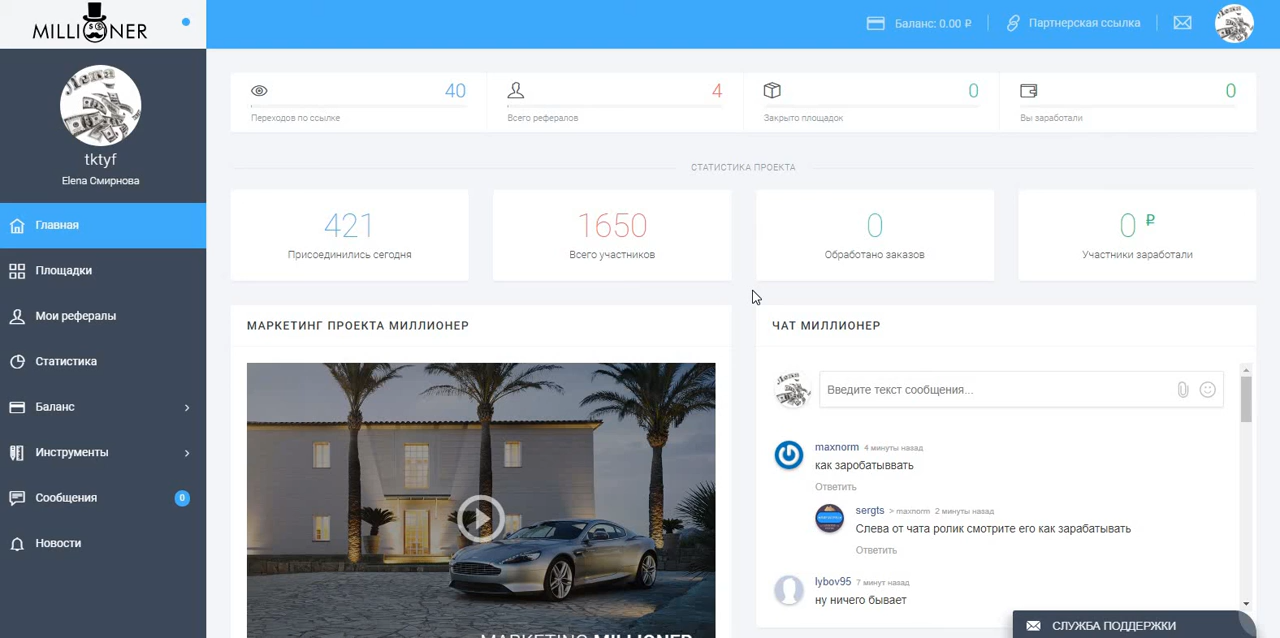 MILLIONER
Баланс: 0.00 ₽
Партнерская ссылка
tktyf
Elena Смирнова
Главная
Площадки
Мои рефералы
Статистика
Баланс
Инструменты
Сообщения 0
Новости
40
Переходов по ссылке
4
Всего рефералов
0
Закрыто площадок
0
Вы заработали
СТАТИСТИКА ПРОЕКТА
421
Присоединились сегодня
1650
Всего участников
0
Обработано заказов
0 ₽
Участники заработали
МАРКЕТИНГ ПРОЕКТА МИЛЛИОНЕР
MARKETING MILLIONER
ЧАТ МИЛЛИОНЕР
Введите текст сообщения...
maxnorm 4 минуты назад
как заробатыввать
Ответить
sergts > maxnorm 2 минуты назад
Слева от чата ролик смотрите его как зарабатывать
Ответить
lybov95 7 минут назад
ну ничего бывает
СЛУЖБА ПОДДЕРЖКИ